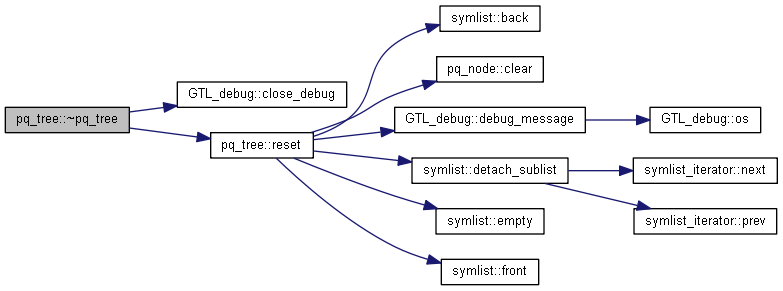 symlist::back
pq_node::clear
GTL_debug::close_debug
pq_tree::~pq_tree
GTL_debug::debug_message
GTL_debug::os
pq_tree::reset
symlist::detach_sublist
symlist_iterator::next
symlist::empty
symlist_iterator::prev
symlist::front